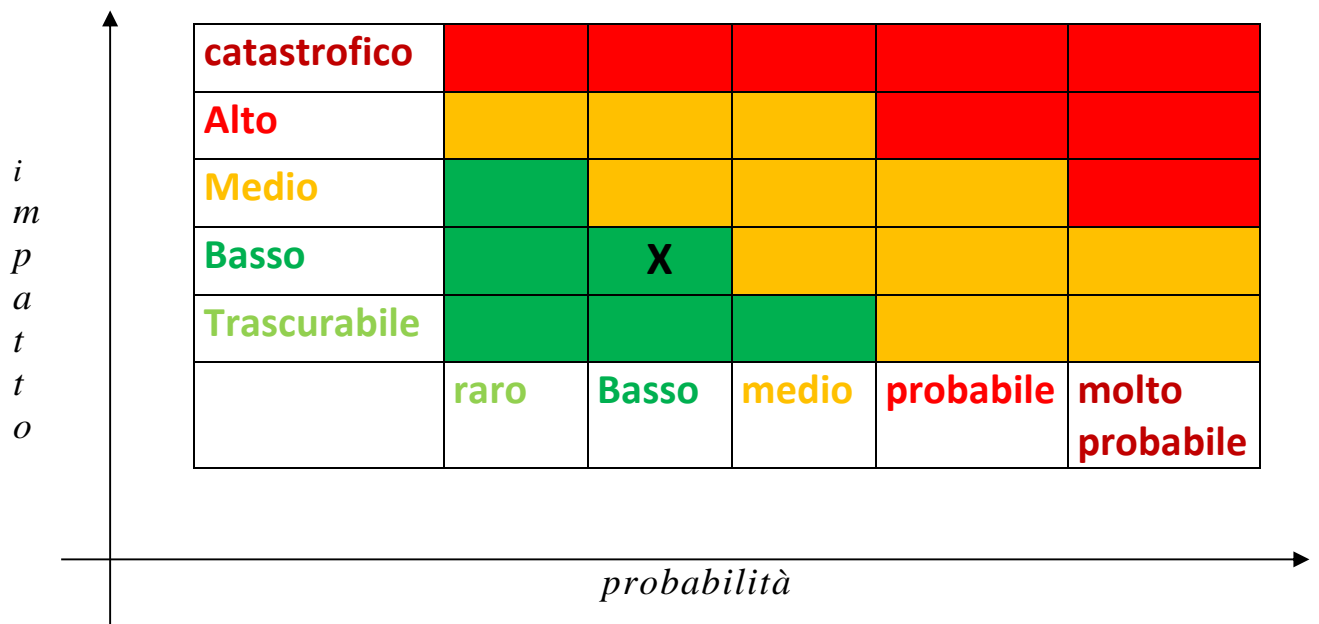 catastrofico
Alto
Medio
Basso
X
Trascurabile
raro
Basso
medio
probabile
molto
probabile
i
m
p
a
t
t
o
probabilità